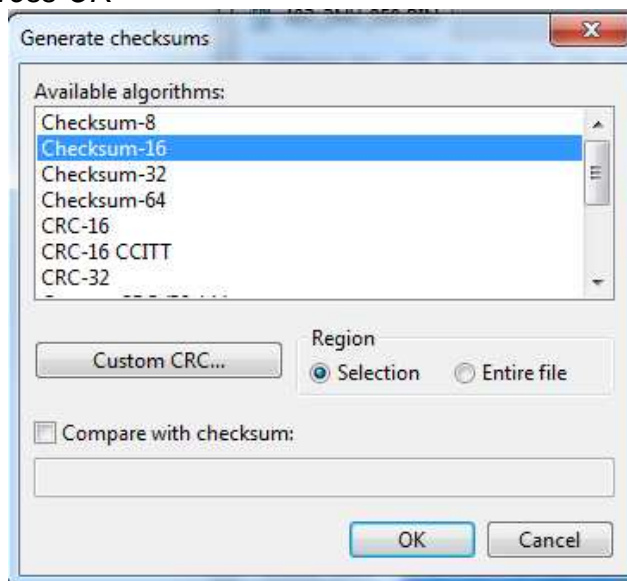 Generate checksums
Available algorithms:
Checksum-8
Checksum-16
Checksum-32
Checksum-64
CRC-16
CRC-16 CCITT
CRC-32
Custom CRC...
Region
Selection
Entire file
Compare with checksum:
OK
Cancel